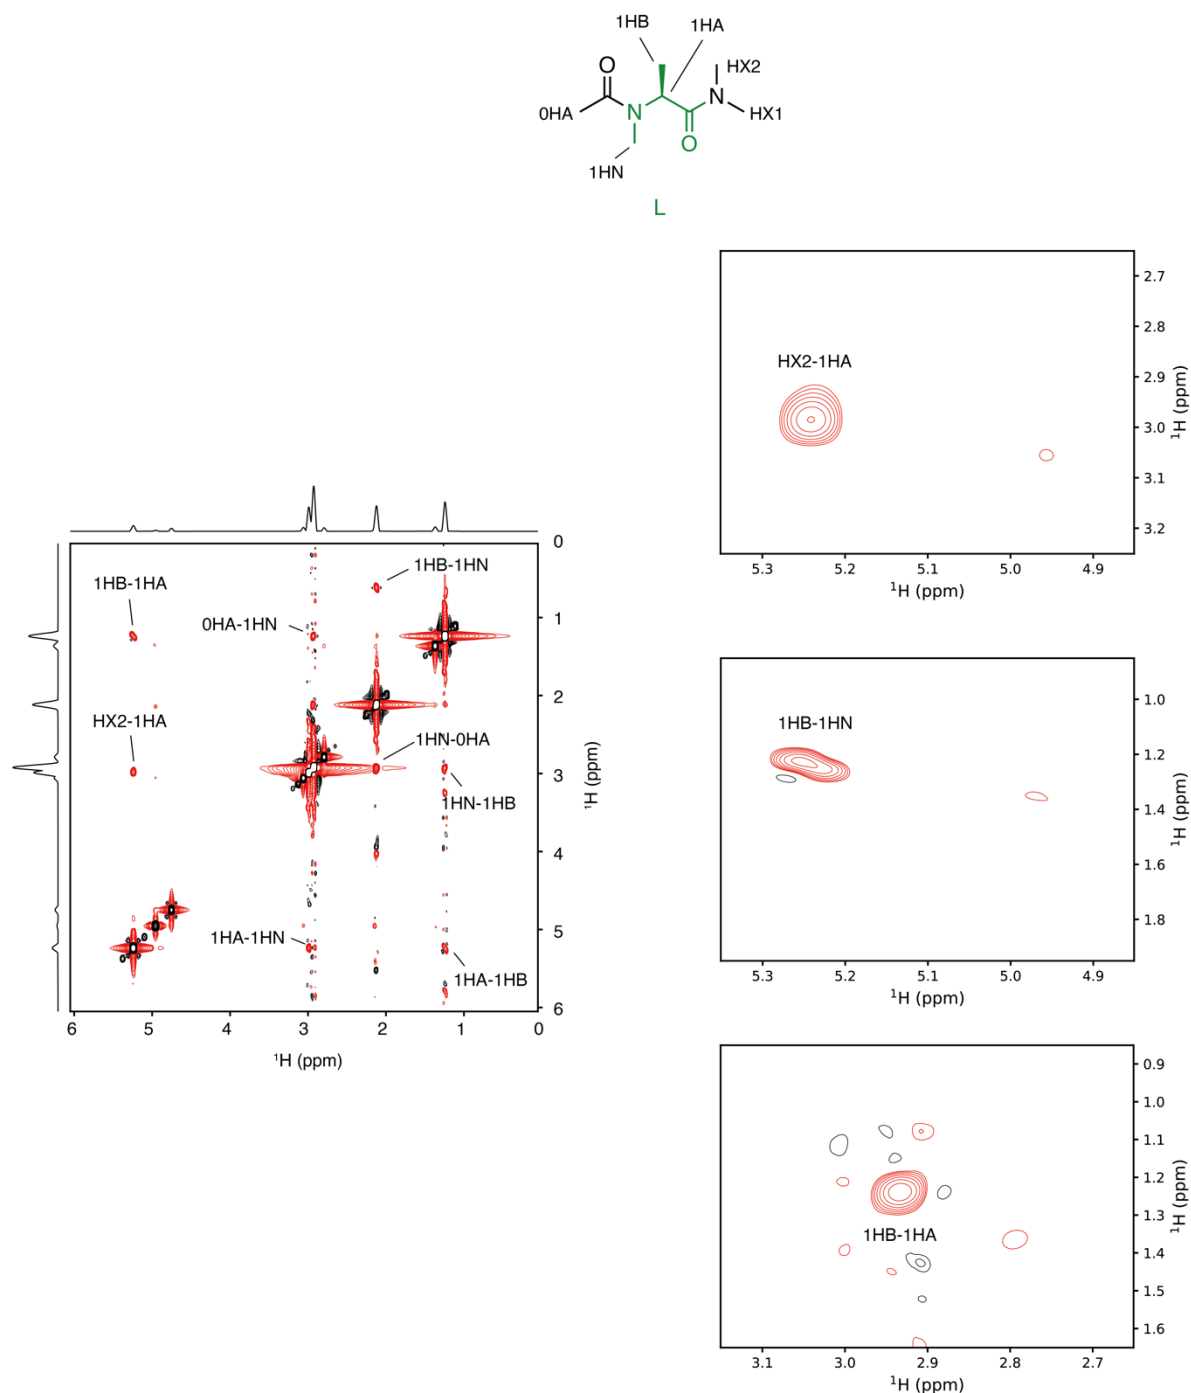 1HB
1HA
O
HX2
0HA
N
N
HX1
O
1HN
L
2.7
2.8
HX2-1HA
2.9
3.0
3.1
3.2
¹H (ppm)
5.3 5.2 5.1 5.0 4.9
¹H (ppm)
0
1HB-1HN
1HB-1HA
0HA-1HN
1
2
HX2-1HA
1HN-0HA
3
1HN-1HB
¹H (ppm)
4
1HA-1HN
5
1HA-1HB
6
6 5 4 3 2 1 0
¹H (ppm)
1.0
1HB-1HN
1.2
1.4
1.6
1.8
¹H (ppm)
5.3 5.2 5.1 5.0 4.9
¹H (ppm)
0.9
1.0
1.1
1.2
1.3
1HB-1HA
1.4
1.5
1.6
¹H (ppm)
3.1 3.0 2.9 2.8 2.7
¹H (ppm)